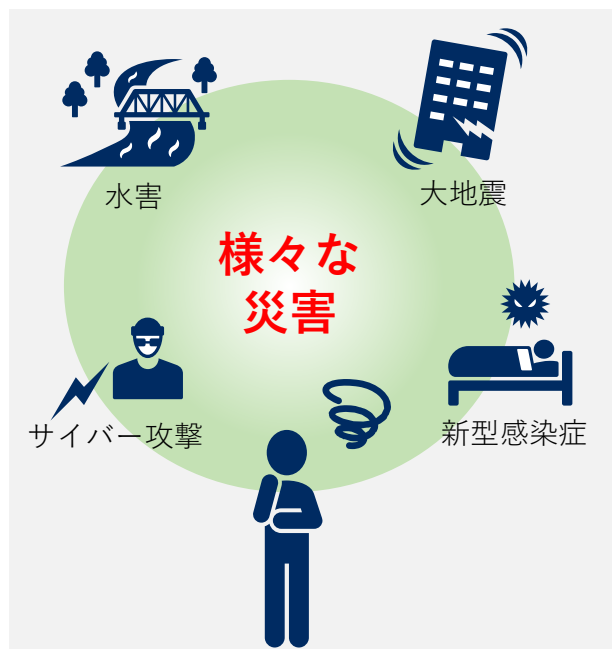 水害
大地震
様々な
災害
サイバー攻撃
新型感染症